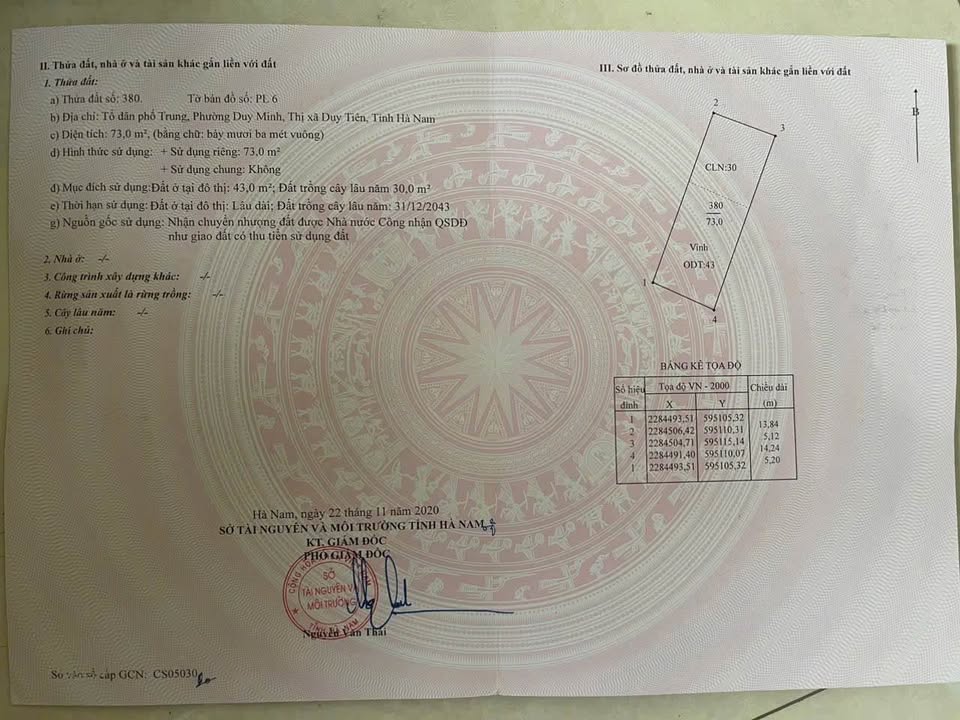 II. Thửa đất, nhà ở và tài sản khác gắn liền với đất
1. Thửa đất:
a) Thửa đất số: 380. Tờ bản đồ số: PL 6
b) Địa chỉ: Tổ dân phố Trung, Phường Duy Minh, Thị xã Duy Tiên, Tỉnh Hà Nam
c) Diện tích: 73,0 m², (bằng chữ: bảy mươi ba mét vuông)
d) Hình thức sử dụng: + Sử dụng riêng: 73,0 m²
+ Sử dụng chung: Không
đ) Mục đích sử dụng:Đất ở tại đô thị: 43,0 m²; Đất trồng cây lâu năm 30,0 m²
e) Thời hạn sử dụng: Đất ở tại đô thị: Lâu dài; Đất trồng cây lâu năm: 31/12/2043
g) Nguồn gốc sử dụng: Nhận chuyển nhượng đất được Nhà nước Công nhận QSDĐ
như giao đất có thu tiền sử dụng đất
2. Nhà ở: -/-
3. Công trình xây dựng khác: -/-
4. Rừng sản xuất là rừng trồng: -/-
5. Cây lâu năm: -/-
6. Ghi chú:
Hà Nam, ngày 22 tháng 11 năm 2020
SỞ TÀI NGUYÊN VÀ MÔI TRƯỜNG TỈNH HÀ NAM
KT. GIÁM ĐỐC
PHÓ GIÁM ĐỐC
SỞ
TÀI NGUYÊN VÀ
MÔI TRƯỜNG
TỈNH HÀ NAM
Nguyễn Văn Thái
Số vào sổ cấp GCN: CS05030
III. Sơ đồ thửa đất, nhà ở và tài sản khác gắn liền với đất
B
2
3
CLN:30
380
73,0
Vinh
ODT:43
1
4
BẢNG KÊ TỌA ĐỘ
Số hiệu đỉnh Tọa độ VN - 2000 Chiều dài (m)
X Y
1 2284493,51 595105,32
13,84
2 2284506,42 595110,31
5,12
3 2284504,71 595115,14
14,24
4 2284491,40 595110,07
5,20
1 2284493,51 595105,32